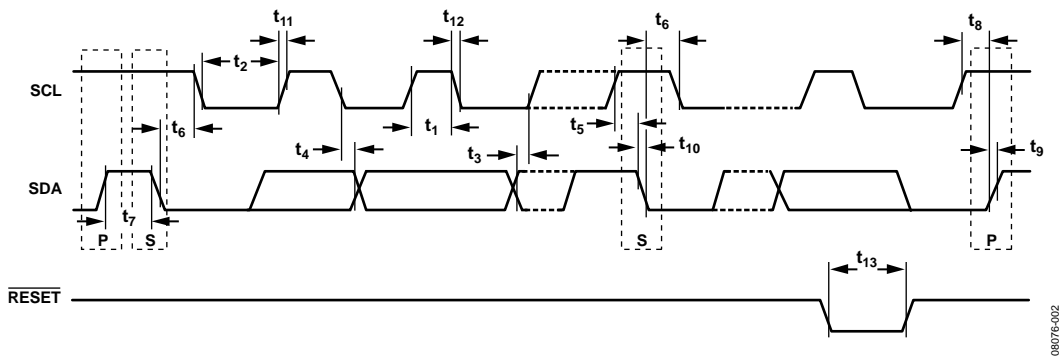 t11 t12 t6 t8
t2
SCL
t6 t1 t5
t4 t3 t10 t9
SDA
t7
P S S P
t13
RESET
08076-002